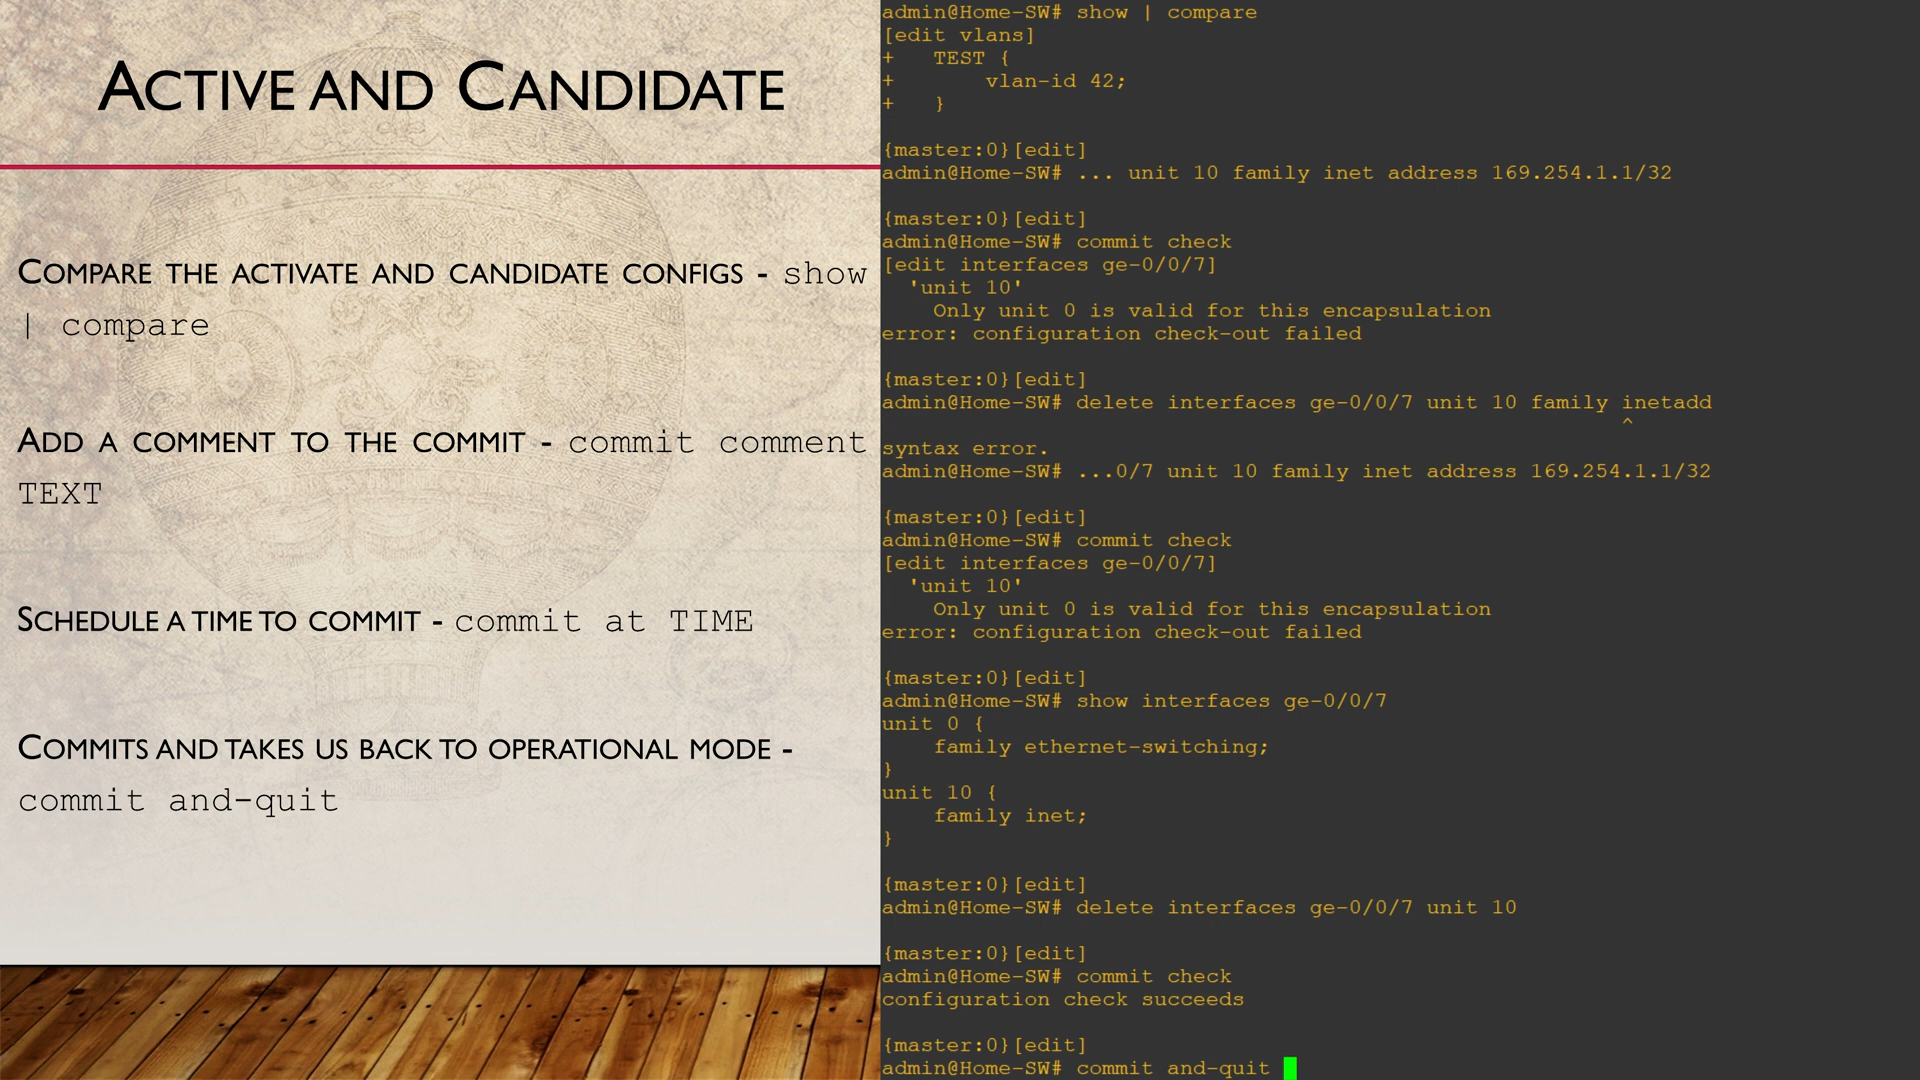 ACTIVE AND CANDIDATE
COMPARE THE ACTIVATE AND CANDIDATE CONFIGS - show
| compare
ADD A COMMENT TO THE COMMIT - commit comment
TEXT
SCHEDULE A TIME TO COMMIT - commit at TIME
COMMITS AND TAKES US BACK TO OPERATIONAL MODE -
commit and-quit
admin@Home-SW# show | compare
[edit vlans]
+   TEST {
+       vlan-id 42;
+   }
{master:0}[edit]
admin@Home-SW# ... unit 10 family inet address 169.254.1.1/32
{master:0}[edit]
admin@Home-SW# commit check
[edit interfaces ge-0/0/7]
  'unit 10'
    Only unit 0 is valid for this encapsulation
error: configuration check-out failed
{master:0}[edit]
admin@Home-SW# delete interfaces ge-0/0/7 unit 10 family inetadd
^
syntax error.
admin@Home-SW# ...0/7 unit 10 family inet address 169.254.1.1/32
{master:0}[edit]
admin@Home-SW# commit check
[edit interfaces ge-0/0/7]
  'unit 10'
    Only unit 0 is valid for this encapsulation
error: configuration check-out failed
{master:0}[edit]
admin@Home-SW# show interfaces ge-0/0/7
unit 0 {
    family ethernet-switching;
}
unit 10 {
    family inet;
}
{master:0}[edit]
admin@Home-SW# delete interfaces ge-0/0/7 unit 10
{master:0}[edit]
admin@Home-SW# commit check
configuration check succeeds
{master:0}[edit]
admin@Home-SW# commit and-quit